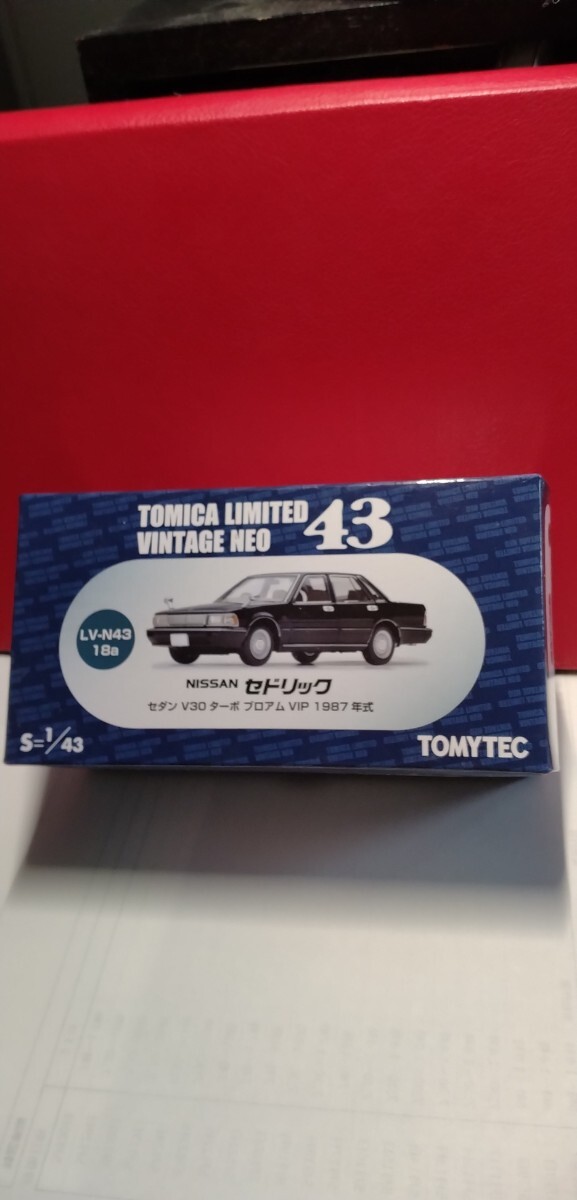 TOMICA LIMITED
VINTAGE NEO 43
LV-N43
18a
NISSAN セドリック
セダン V30 ターボ ブロアム VIP 1987 年式
S=1/43
TOMYTEC